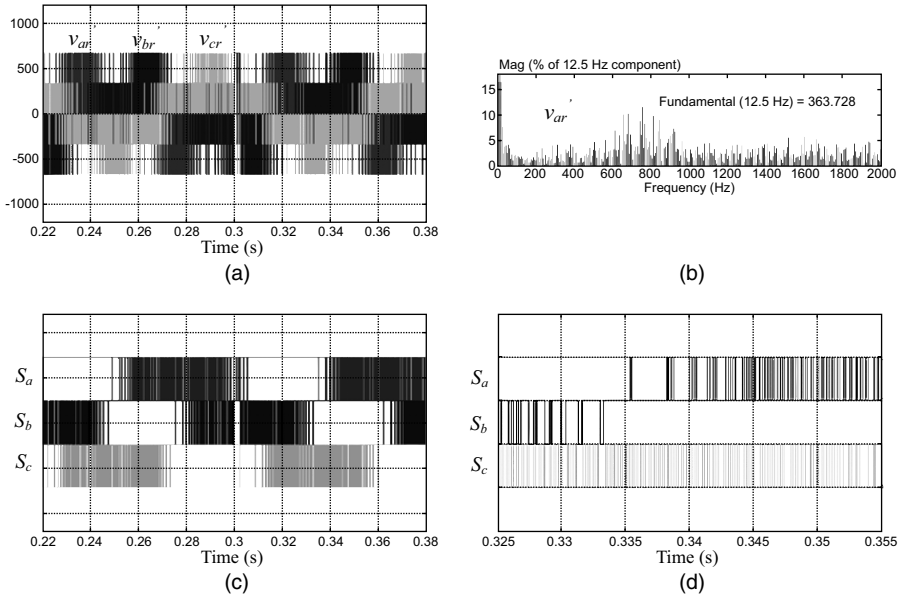 1000
500
0
-500
-1000
v_ar' v_br' v_cr'
0.22 0.24 0.26 0.28 0.3 0.32 0.34 0.36 0.38
Time (s)
(a)
Mag (% of 12.5 Hz component)
15
10
5
0
v_ar'
Fundamental (12.5 Hz) = 363.728
0 200 400 600 800 1000 1200 1400 1600 1800 2000
Frequency (Hz)
(b)
S_a
S_b
S_c
0.22 0.24 0.26 0.28 0.3 0.32 0.34 0.36 0.38
Time (s)
(c)
S_a
S_b
S_c
0.325 0.33 0.335 0.34 0.345 0.35 0.355
Time (s)
(d)